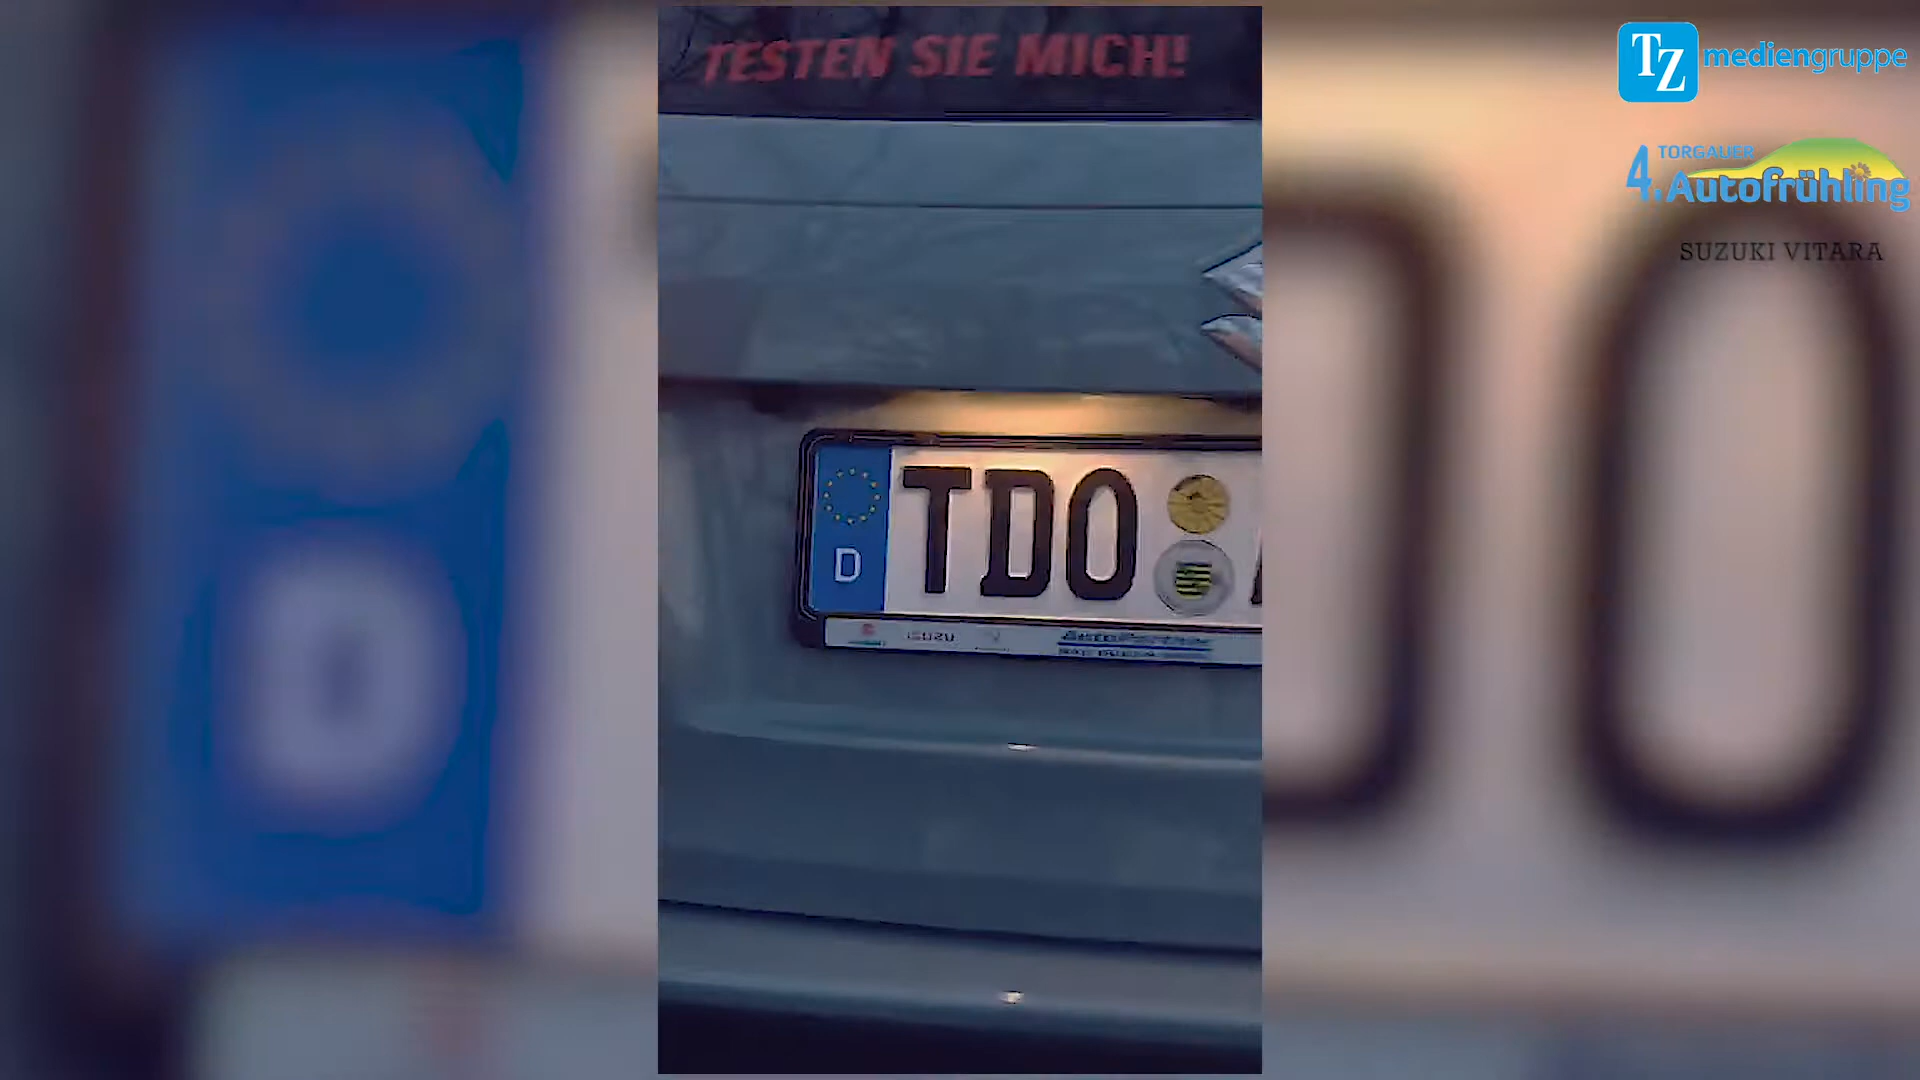 TESTEN SIE MICH!
TZ mediengruppe
TORGAUER
4. Autofrühling
SUZUKI VITARA
D
TDO